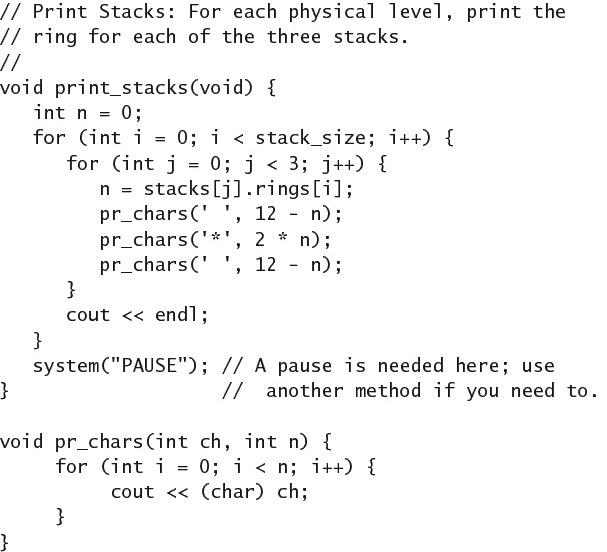 // Print Stacks: For each physical level, print the
// ring for each of the three stacks.
//
void print_stacks(void) {
   int n = 0;
   for (int i = 0; i < stack_size; i++) {
      for (int j = 0; j < 3; j++) {
         n = stacks[j].rings[i];
         pr_chars(' ', 12 - n);
         pr_chars('*', 2 * n);
         pr_chars(' ', 12 - n);
      }
      cout << endl;
   }
   system("PAUSE"); // A pause is needed here; use
}                   //  another method if you need to.

void pr_chars(int ch, int n) {
     for (int i = 0; i < n; i++) {
          cout << (char) ch;
     }
}